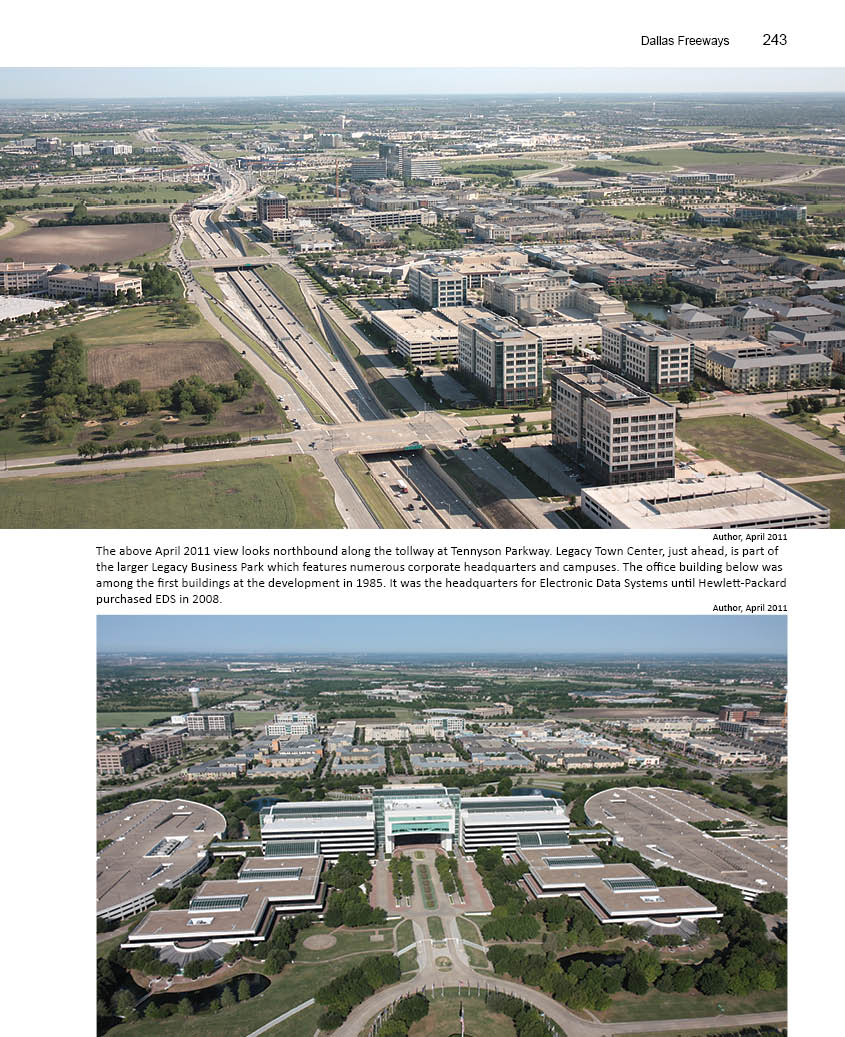 Dallas Freeways 243
Author, April 2011
The above April 2011 view looks northbound along the tollway at Tennyson Parkway. Legacy Town Center, just ahead, is part of
the larger Legacy Business Park which features numerous corporate headquarters and campuses. The office building below was
among the first buildings at the development in 1985. It was the headquarters for Electronic Data Systems until Hewlett-Packard
purchased EDS in 2008.
Author, April 2011